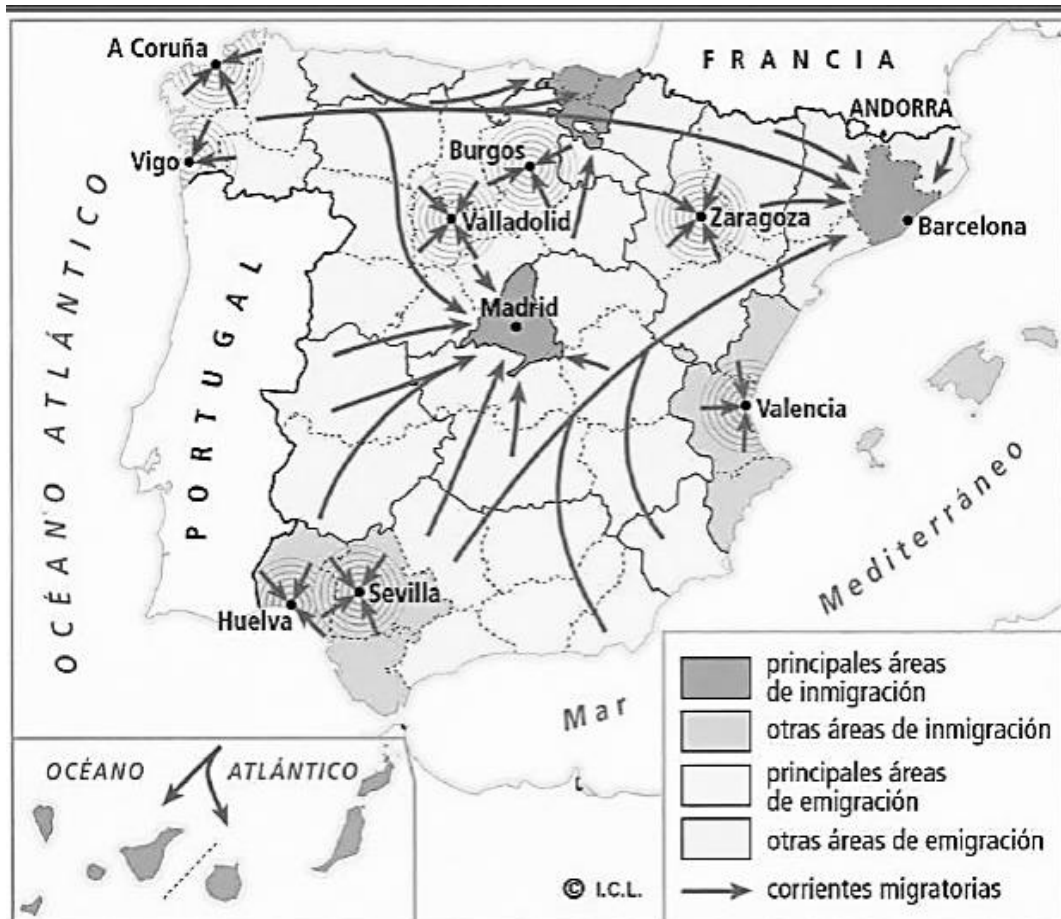 A Coruña
FRANCIA
ANDORRA
Vigo
Burgos
Valladolid
Zaragoza
Barcelona
Madrid
Valencia
OCÉANO ATLÁNTICO
PORTUGAL
Mediterráneo
Huelva
Sevilla
Mar
principales áreas
de inmigración
otras áreas de inmigración
principales áreas
de emigración
otras áreas de emigración
corrientes migratorias
OCÉANO ATLÁNTICO
© I.C.L.